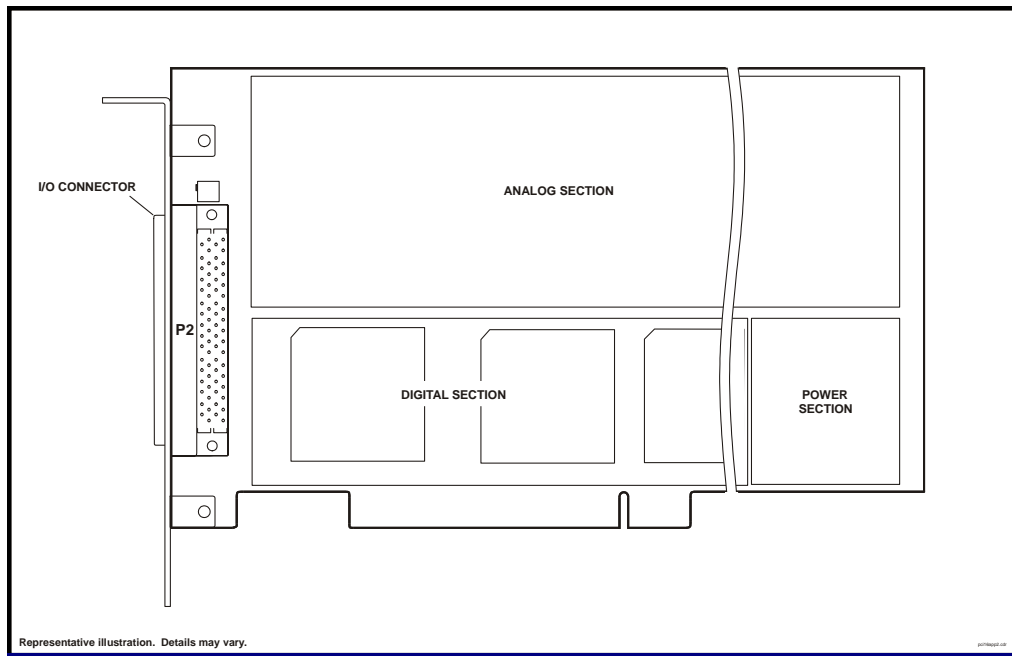 I/O CONNECTOR
ANALOG SECTION
P2
DIGITAL SECTION
POWER
SECTION
Representative illustration. Details may vary.